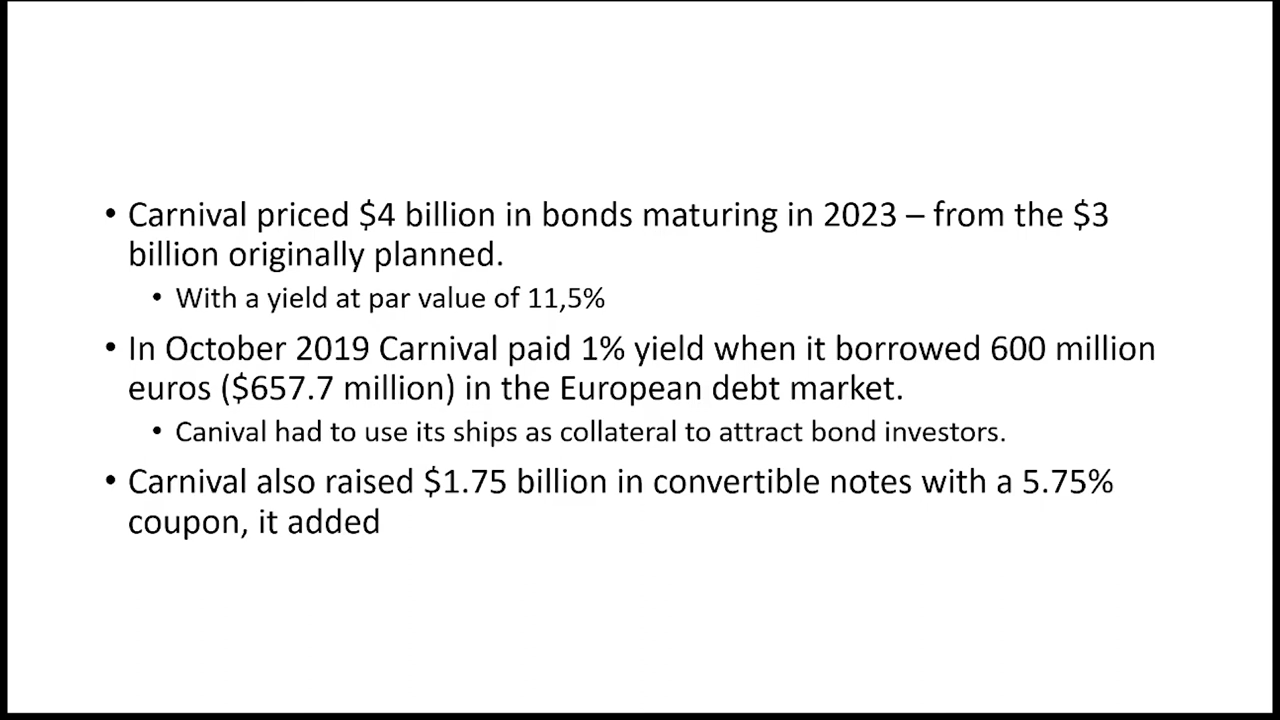 • Carnival priced $4 billion in bonds maturing in 2023 – from the $3
billion originally planned.
• With a yield at par value of 11,5%
• In October 2019 Carnival paid 1% yield when it borrowed 600 million
euros ($657.7 million) in the European debt market.
• Canival had to use its ships as collateral to attract bond investors.
• Carnival also raised $1.75 billion in convertible notes with a 5.75%
coupon, it added